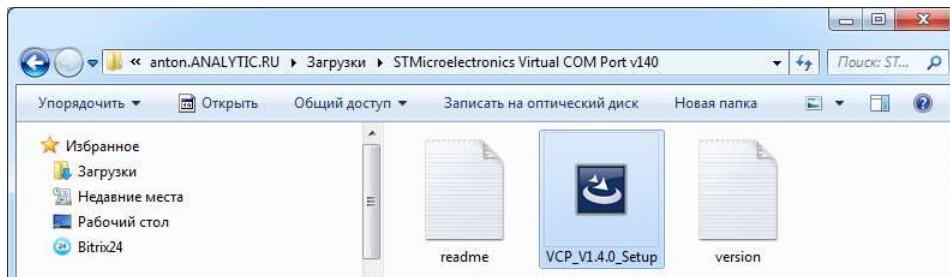 « anton.ANALYTIC.RU ▸ Загрузки ▸ STMicroelectronics Virtual COM Port v140
Поиск: ST...
Упорядочить ▾ Открыть Общий доступ ▾ Записать на оптический диск Новая папка
Избранное
Загрузки
Недавние места
Рабочий стол
24 Bitrix24
readme VCP_V1.4.0_Setup version